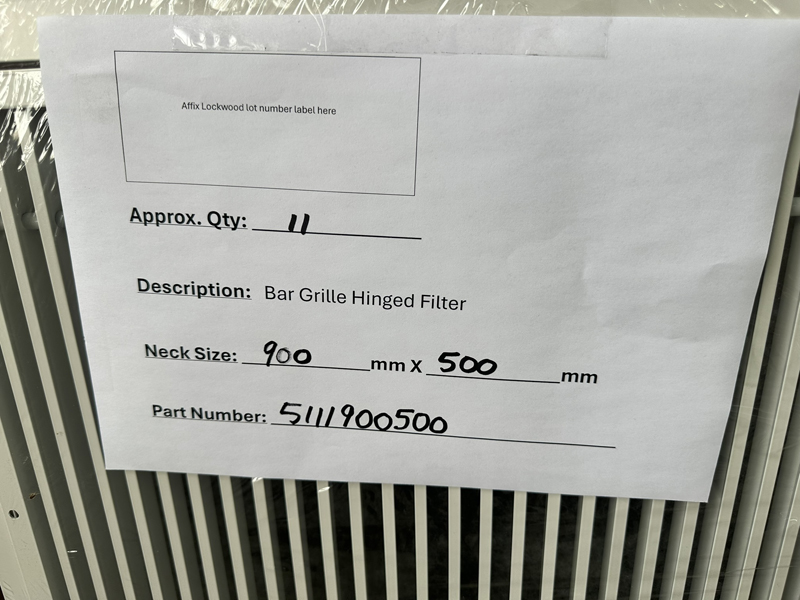 Affix Lockwood lot number label here
Approx. Qty: 11
Description: Bar Grille Hinged Filter
Neck Size: 900 mm X 500 mm
Part Number: 5111900500